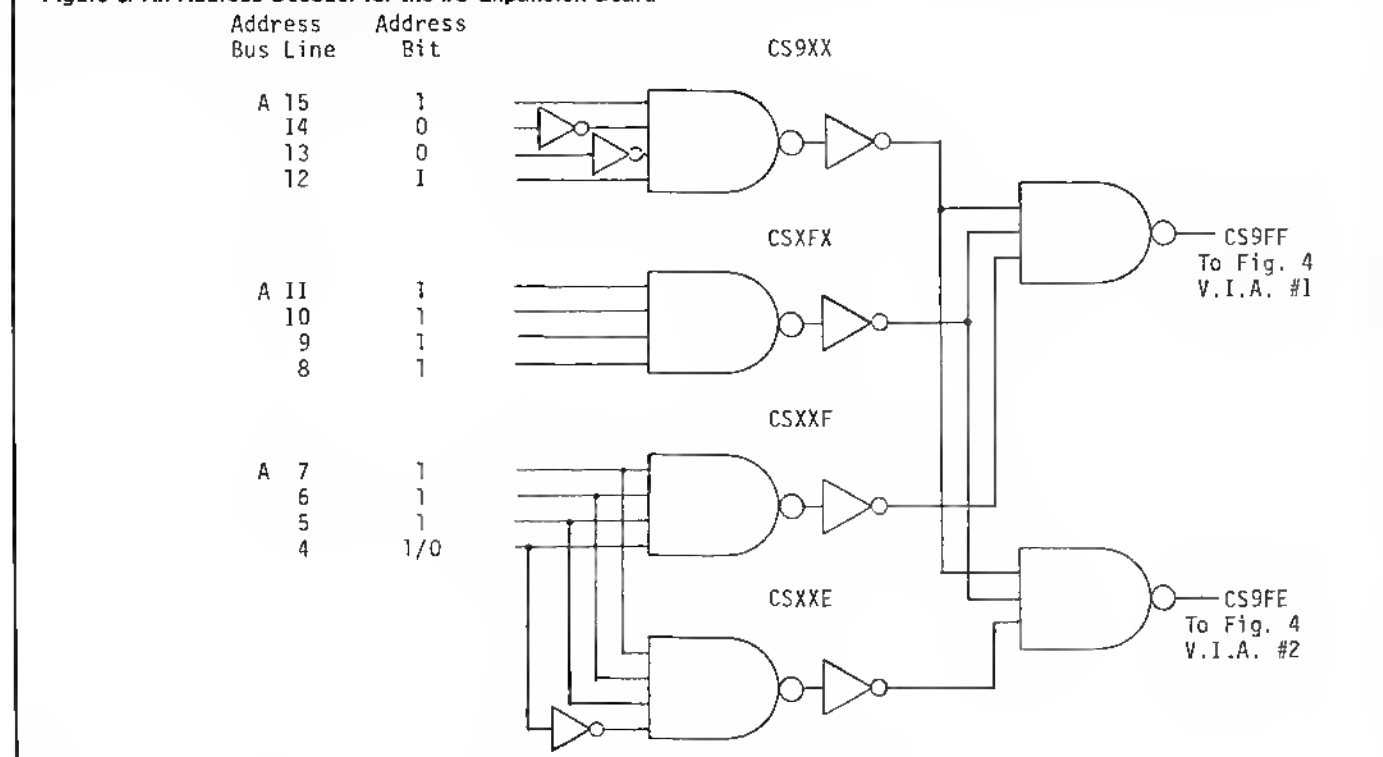 Address Address
Bus Line Bit
CS9XX
A 15 1
14 0
13 0
12 I
CSXFX
A II 1
10 1
9 1
8 1
CSXXF
A 7 1
6 1
5 1
4 1/0
CSXXE
CS9FF
To Fig. 4
V.I.A. #1
CS9FE
To Fig. 4
V.I.A. #2